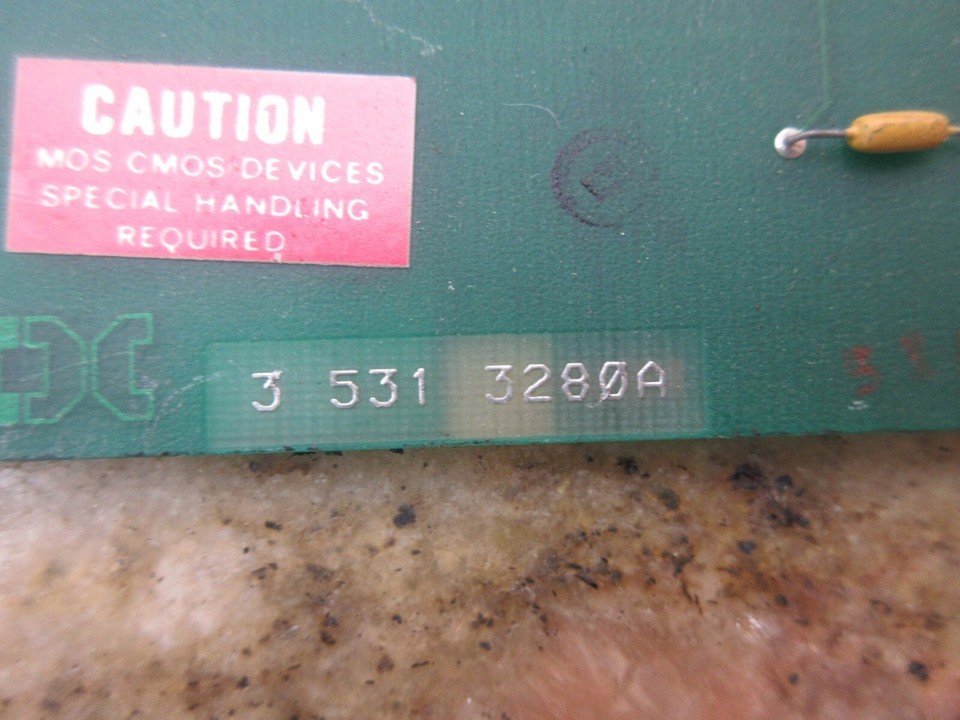 CAUTION
MOS CMOS DEVICES
SPECIAL HANDLING
REQUIRED
3 531 3280A